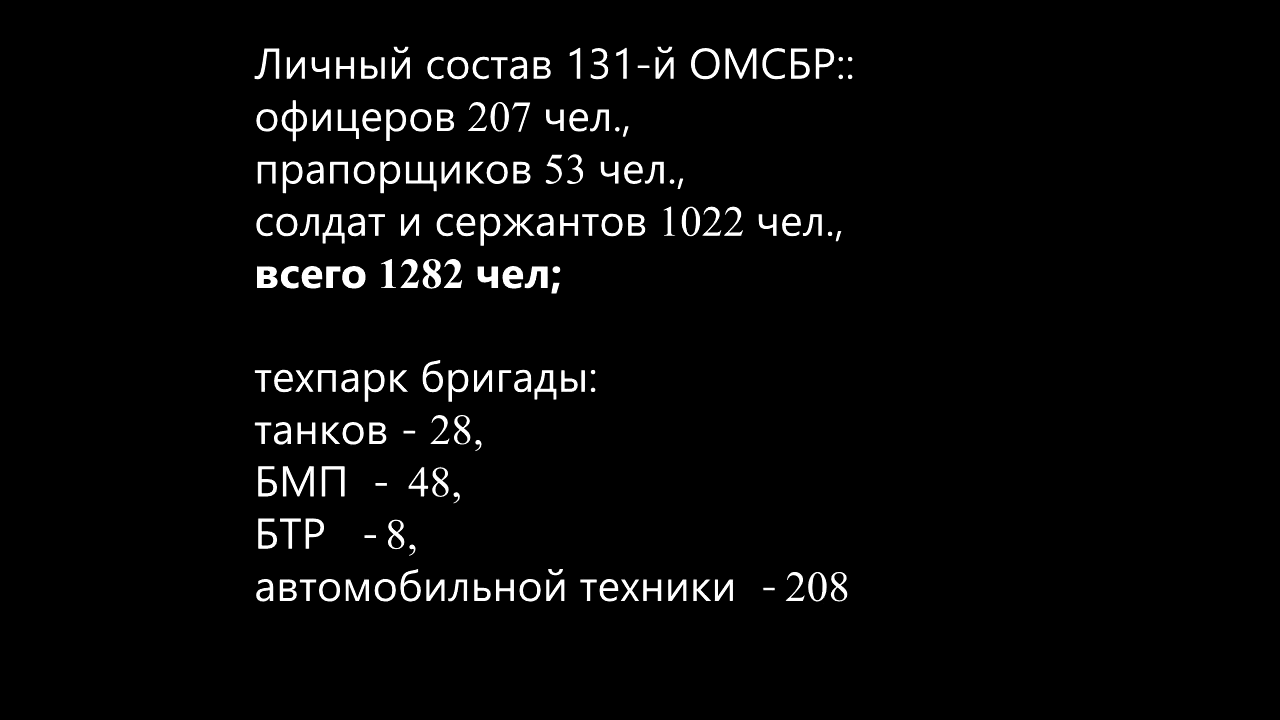 Личный состав 131-й ОМСБР::
офицеров 207 чел.,
прапорщиков 53 чел.,
солдат и сержантов 1022 чел.,
всего 1282 чел;
техпарк бригады:
танков - 28,
БМП - 48,
БТР - 8,
автомобильной техники - 208